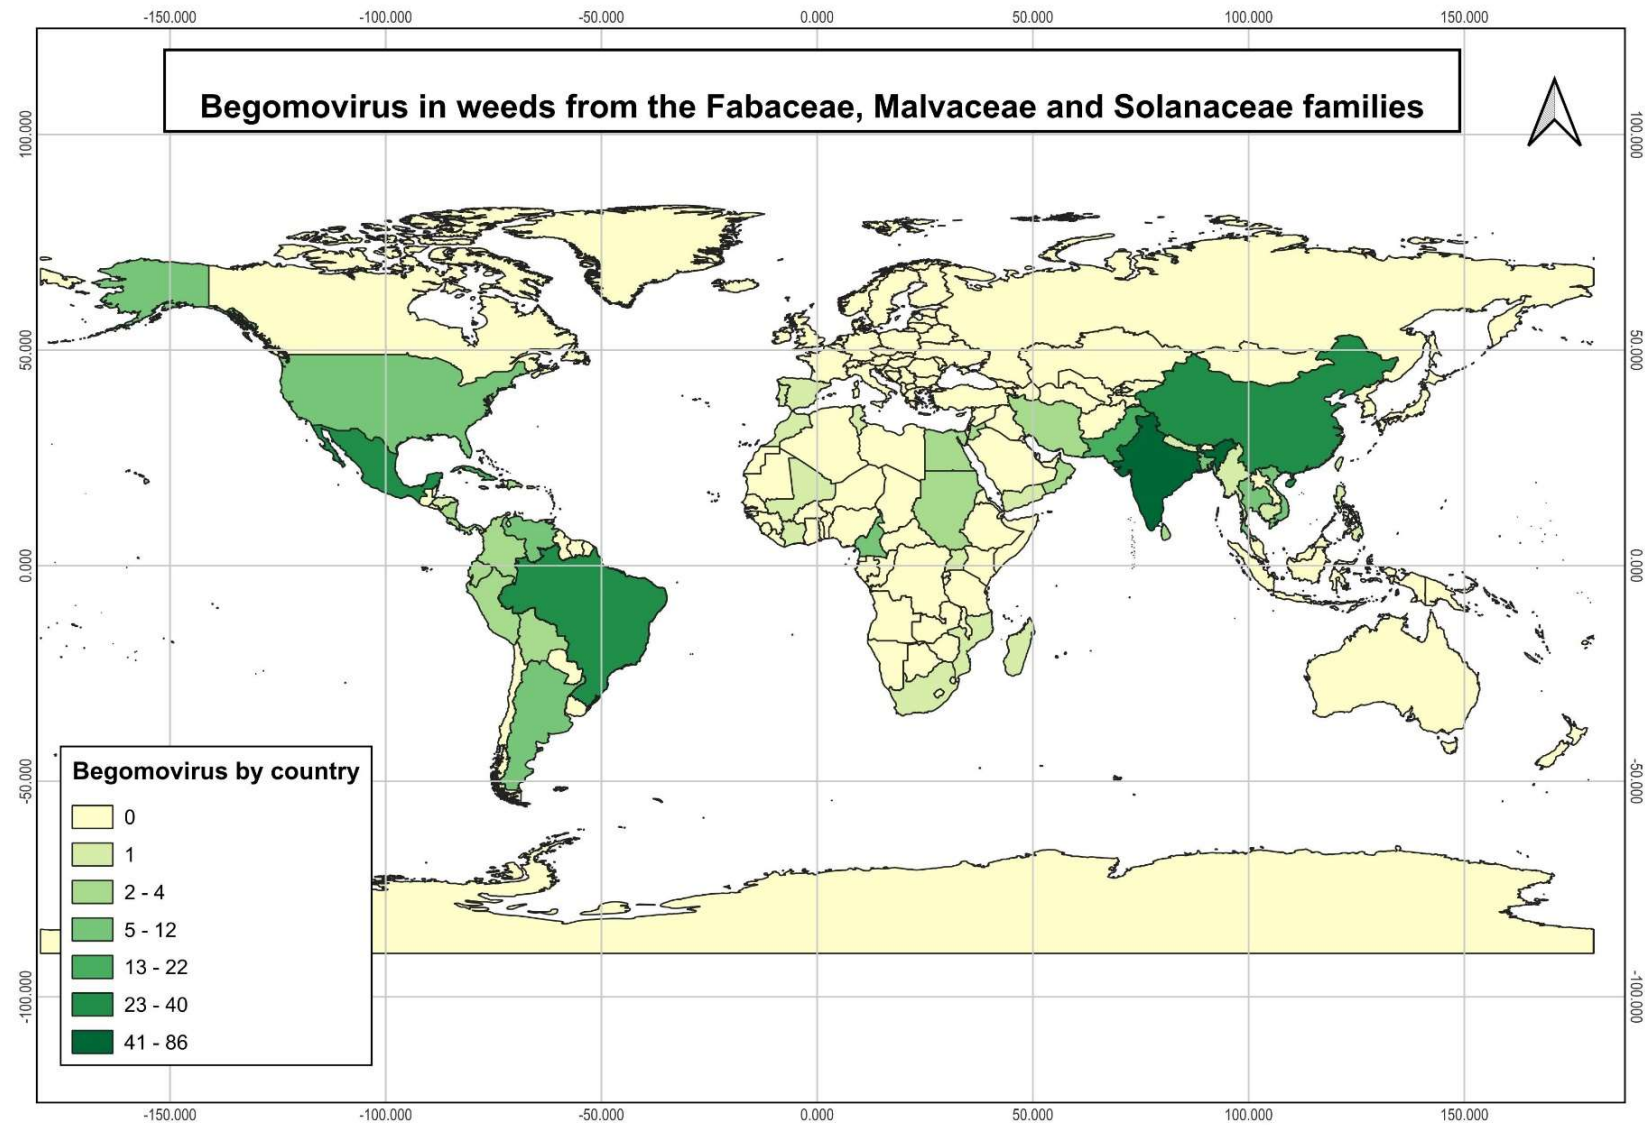 -150.000 -100.000 -50.000 0.000 50.000 100.000 150.000
Begomovirus in weeds from the Fabaceae, Malvaceae and Solanaceae families
100.000 100.000
50.000 50.000
0.000 0.000
-50.000 -50.000
-100.000 -100.000
Begomovirus by country
0
1
2 - 4
5 - 12
13 - 22
23 - 40
41 - 86
-150.000 -100.000 -50.000 0.000 50.000 100.000 150.000